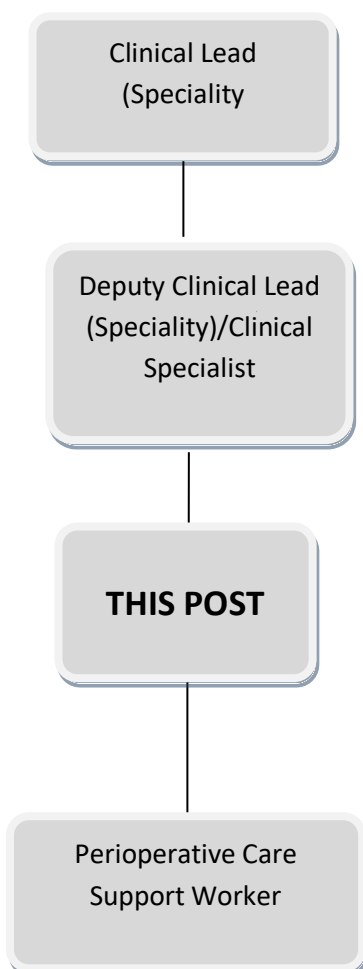 Clinical Lead
(Speciality
Deputy Clinical Lead
(Speciality)/Clinical
Specialist
THIS POST
Perioperative Care
Support Worker